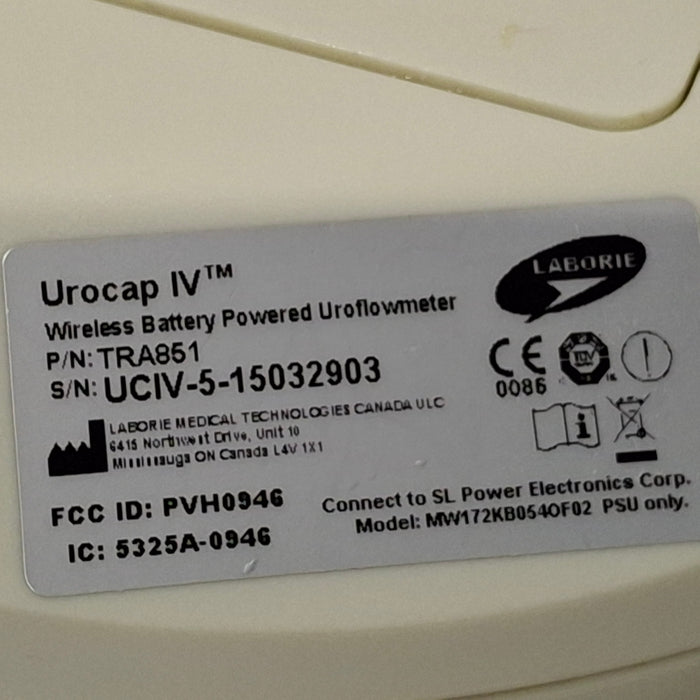 Urocap IV™
Wireless Battery Powered Uroflowmeter
P/N: TRA851
S/N: UCIV-5-15032903
LABORIE
CE
0086
TÜV
LABORIE MEDICAL TECHNOLOGIES CANADA ULC
6415 Northwest Drive, Unit 10
Mississauga ON Canada L4V 1X1
i
FCC ID: PVH0946
IC: 5325A-0946
Connect to SL Power Electronics Corp.
Model: MW172KB0540F02 PSU only.